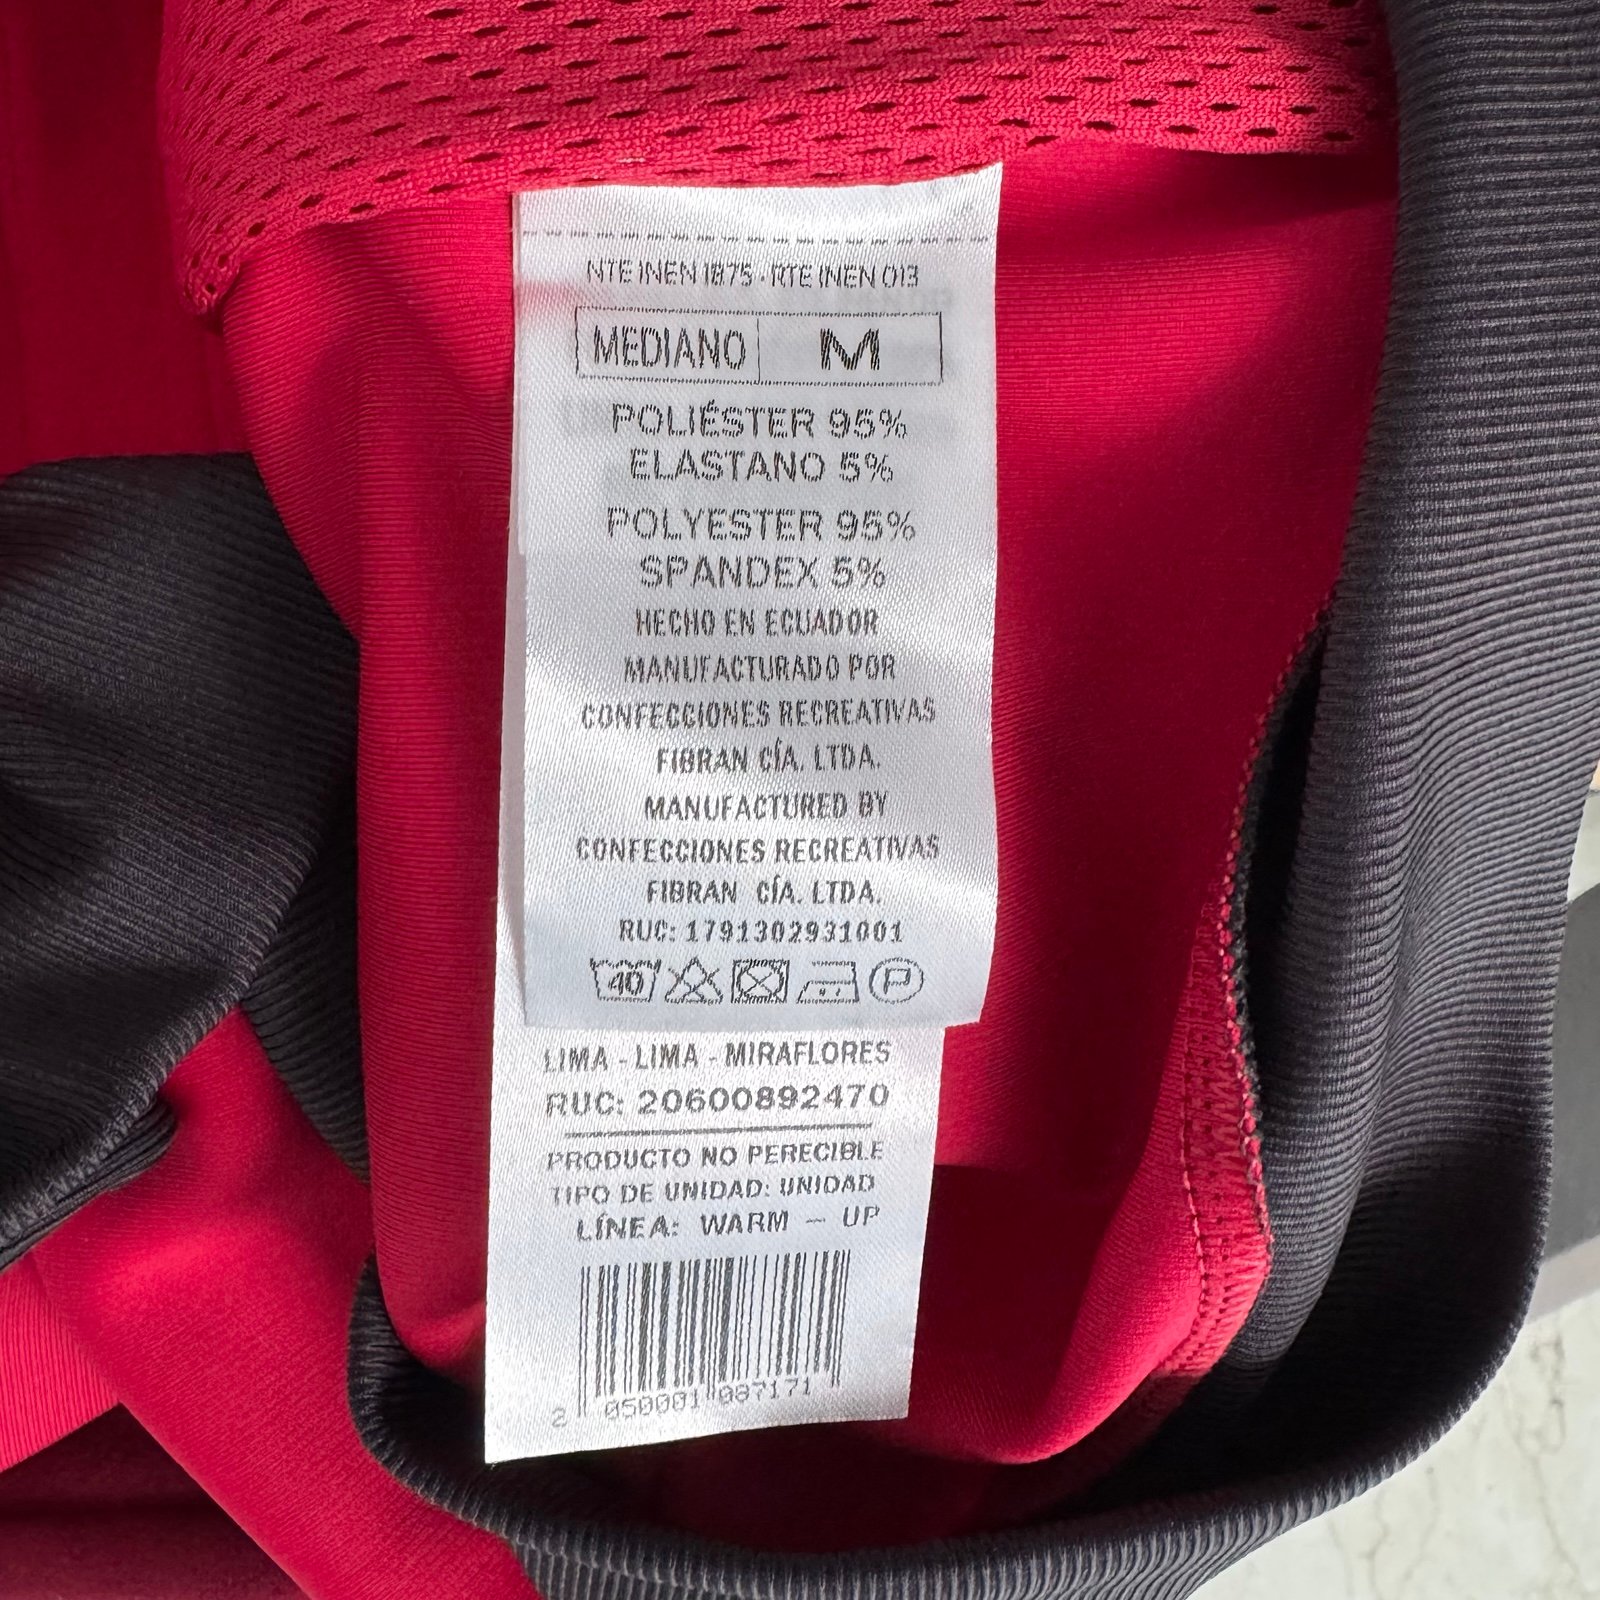 NTE INEN 1875 - RTE INEN 013
MEDIANO M
POLIÉSTER 95%
ELASTANO 5%
POLYESTER 95%
SPANDEX 5%
HECHO EN ECUADOR
MANUFACTURADO POR
CONFECCIONES RECREATIVAS
FIBRAN CÍA. LTDA.
MANUFACTURED BY
CONFECCIONES RECREATIVAS
FIBRAN CÍA. LTDA.
RUC: 1791302931001
40 P
LIMA - LIMA - MIRAFLORES
RUC: 20600892470
PRODUCTO NO PERECIBLE
TIPO DE UNIDAD: UNIDAD
LÍNEA: WARM - UP
2 050001 087171